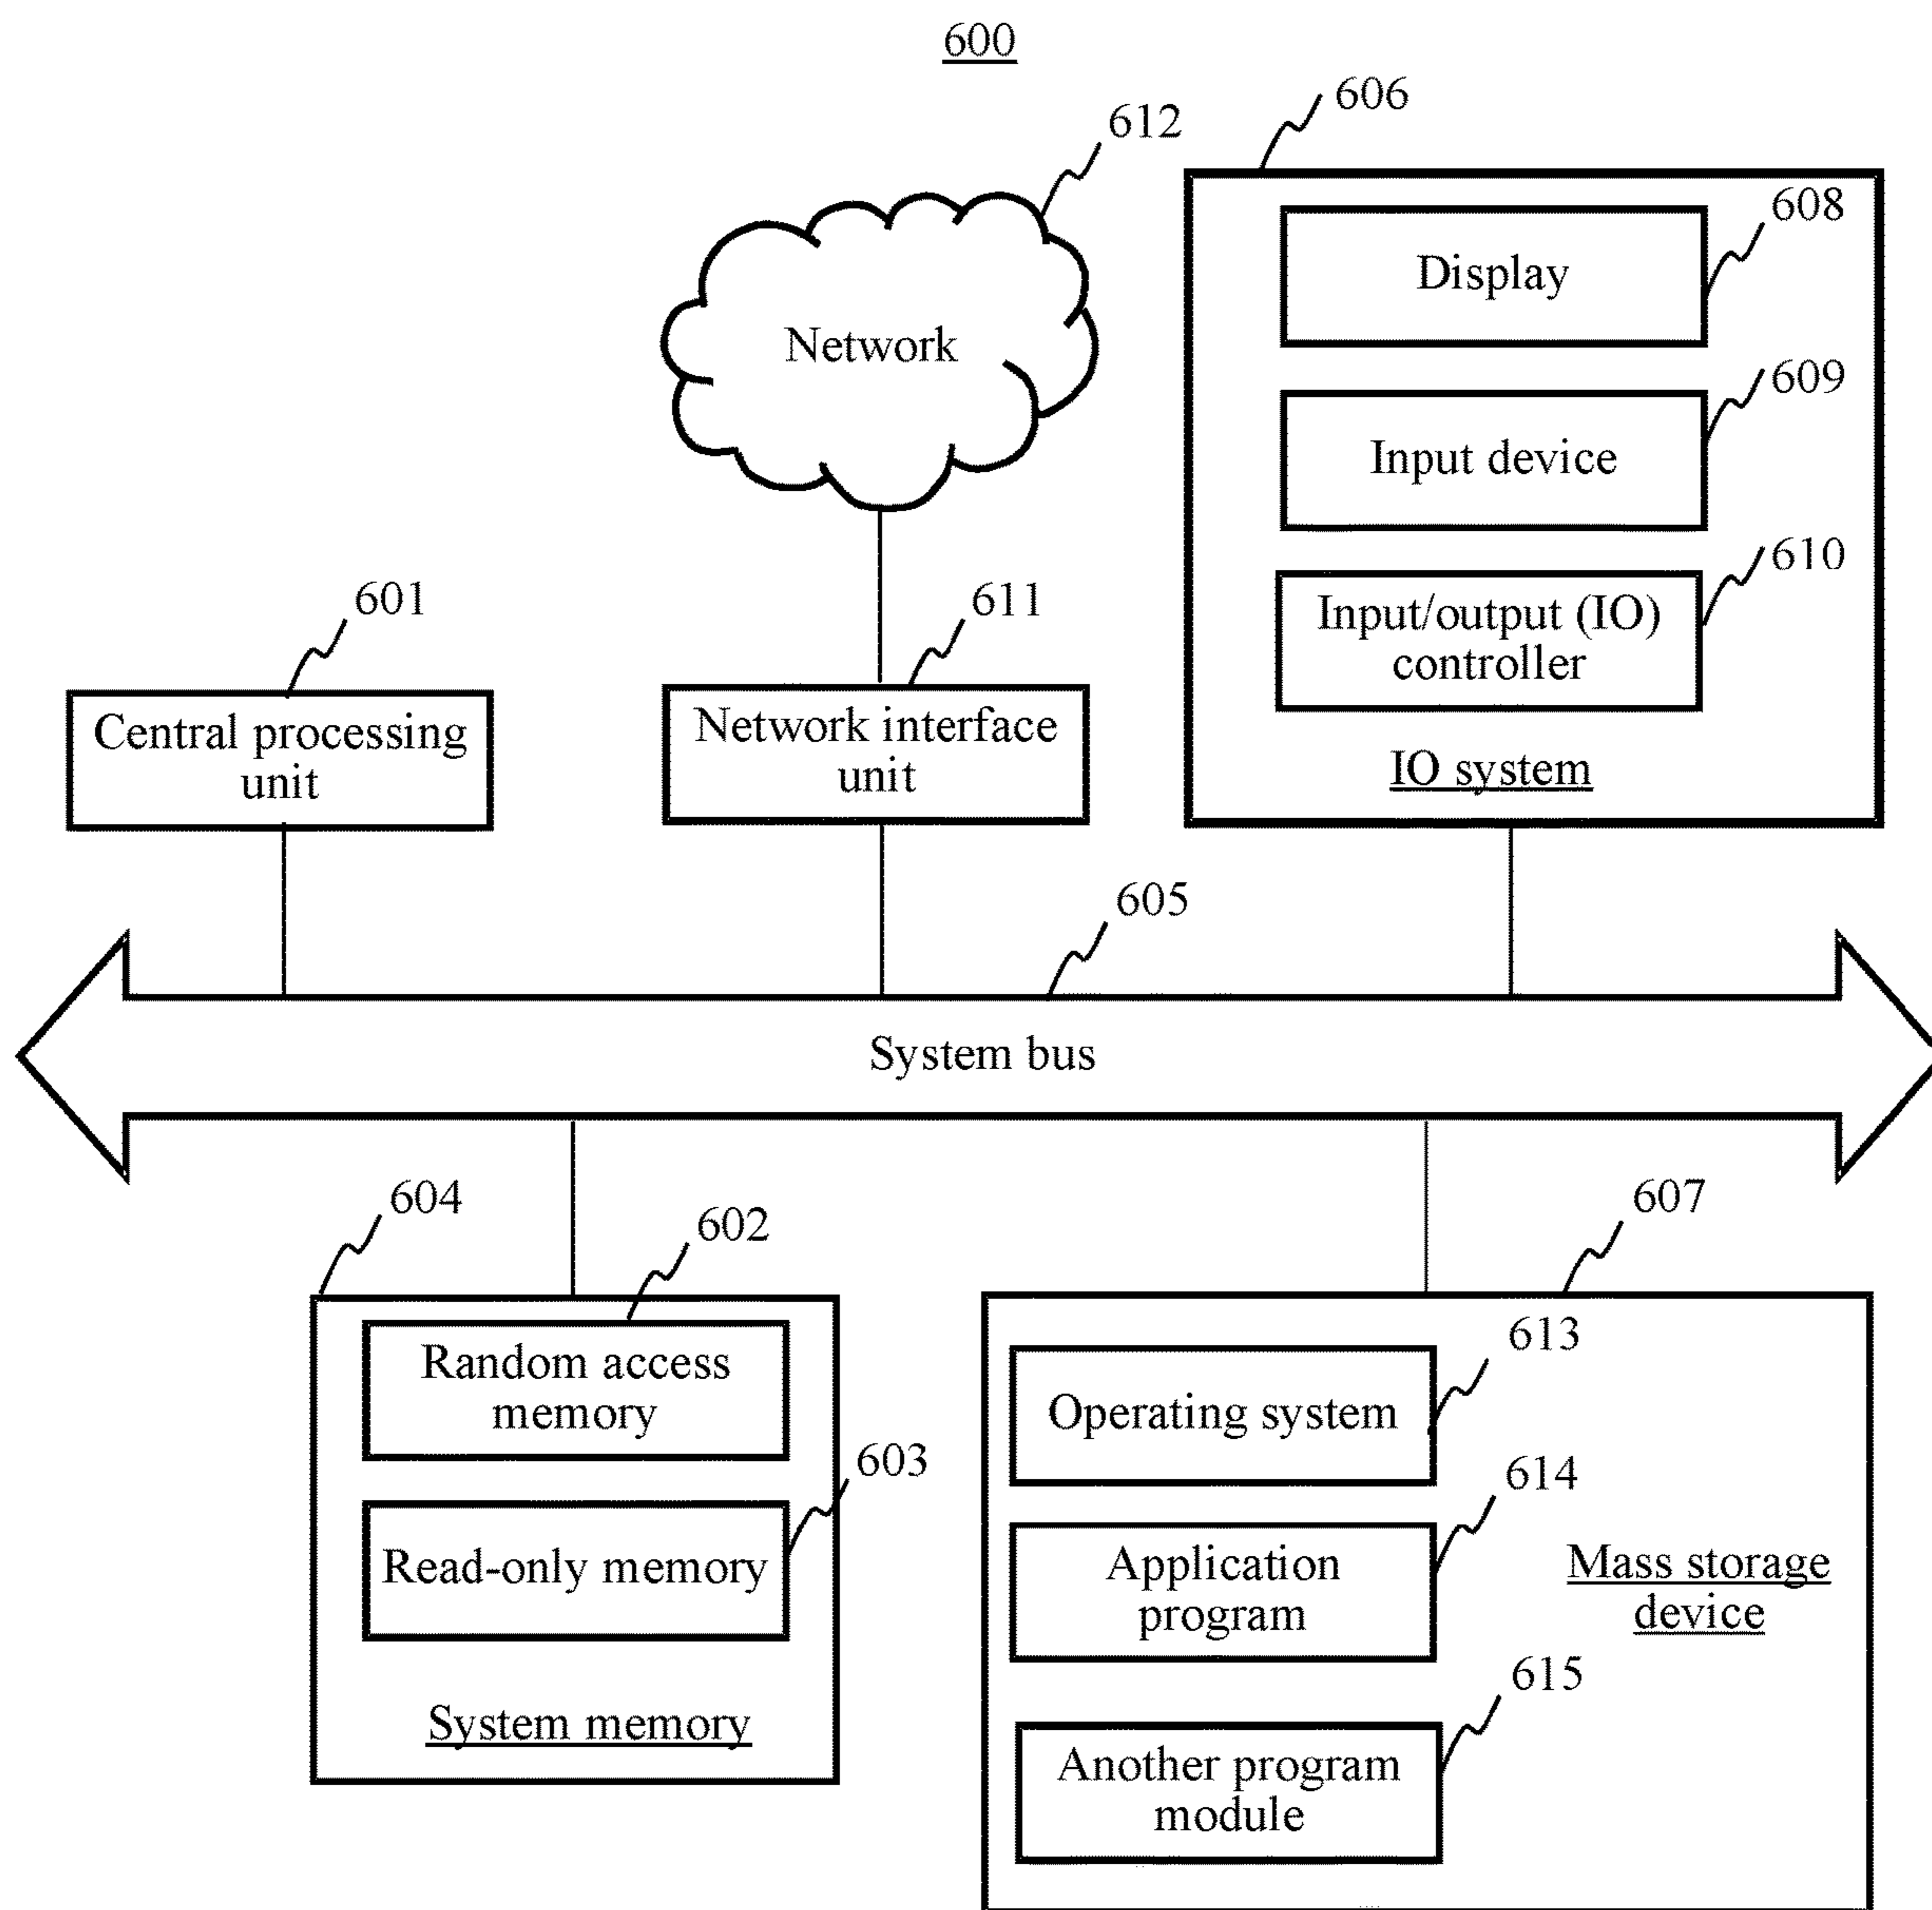 600
612
606
608
Display
Network
609
Input device
610
Input/output (IO)
controller
IO system
601
Central processing
unit
611
Network interface
unit
605
System bus
604
602
Random access
memory
603
Read-only memory
System memory
607
613
Operating system
614
Application
program
Mass storage
device
615
Another program
module